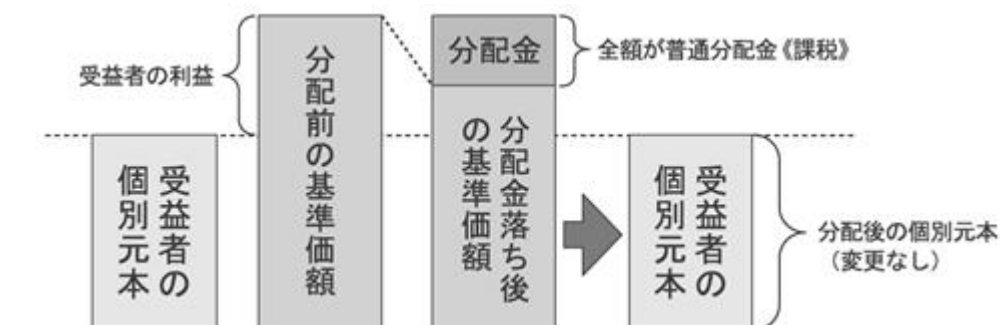 受益者の利益
受益者の
個別元本
分配前の基準価額
分配金
全額が普通分配金《課税》
分配金落ち後
の基準価額
受益者の
個別元本
分配後の個別元本
（変更なし）